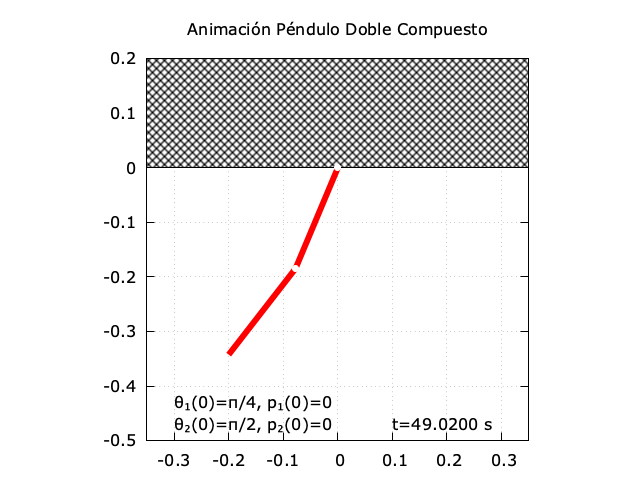 Animación Péndulo Doble Compuesto
0.2
0.1
0
-0.1
-0.2
-0.3
-0.4
-0.5
θ₁(0)=π/4, p₁(0)=0
θ₂(0)=π/2, p₂(0)=0
t=49.0200 s
-0.3 -0.2 -0.1 0 0.1 0.2 0.3